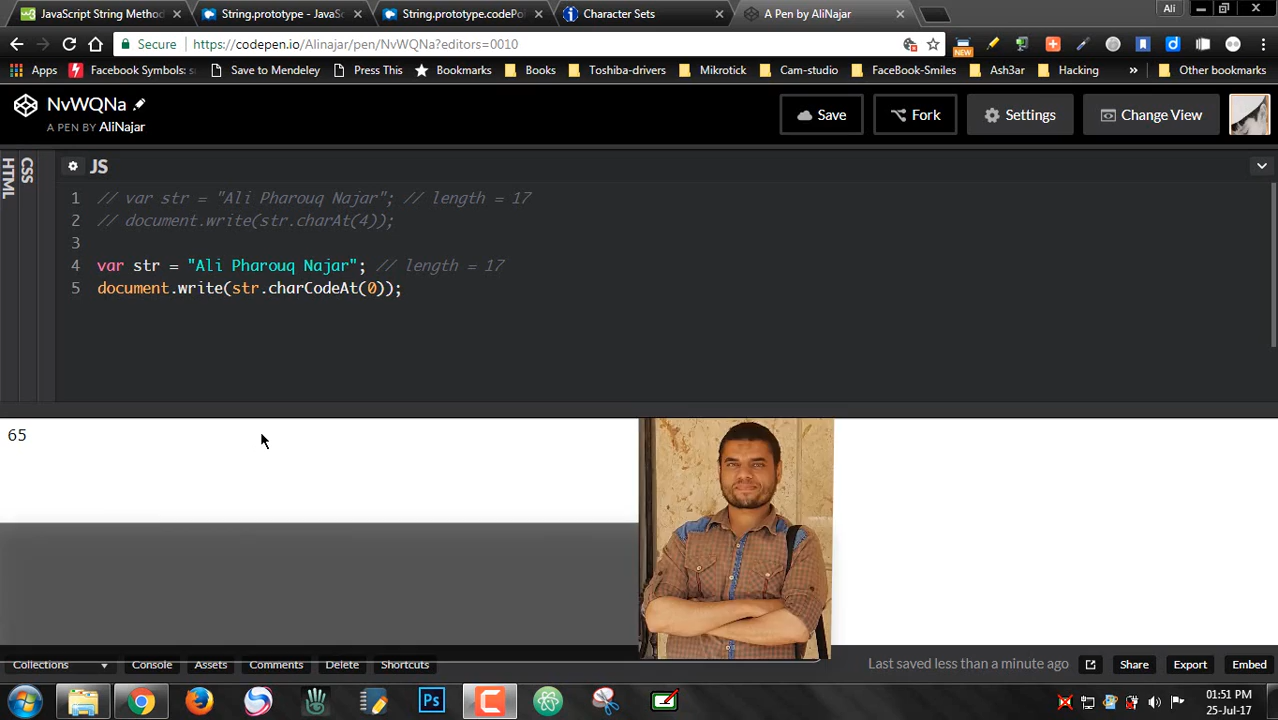 JavaScript String Method
String.prototype - JavaSc
String.prototype.codePoi
Character Sets
A Pen by AliNajar
Ali
Secure
https://codepen.io/Alinajar/pen/NvWQNa?editors=0010
NEW
Apps
Facebook Symbols: s
Save to Mendeley
Press This
Bookmarks
Books
Toshiba-drivers
Mikrotick
Cam-studio
FaceBook-Smiles
Ash3ar
Hacking
»
Other bookmarks
NvWQNa
A PEN BY AliNajar
Save
Fork
Settings
Change View
HTML
CSS
JS
1 // var str = "Ali Pharouq Najar"; // length = 17
2 // document.write(str.charAt(4));
3
4 var str = "Ali Pharouq Najar"; // length = 17
5 document.write(str.charCodeAt(0));
65
Collections
Console
Assets
Comments
Delete
Shortcuts
Last saved less than a minute ago
Share
Export
Embed
Ps
01:51 PM
25-Jul-17